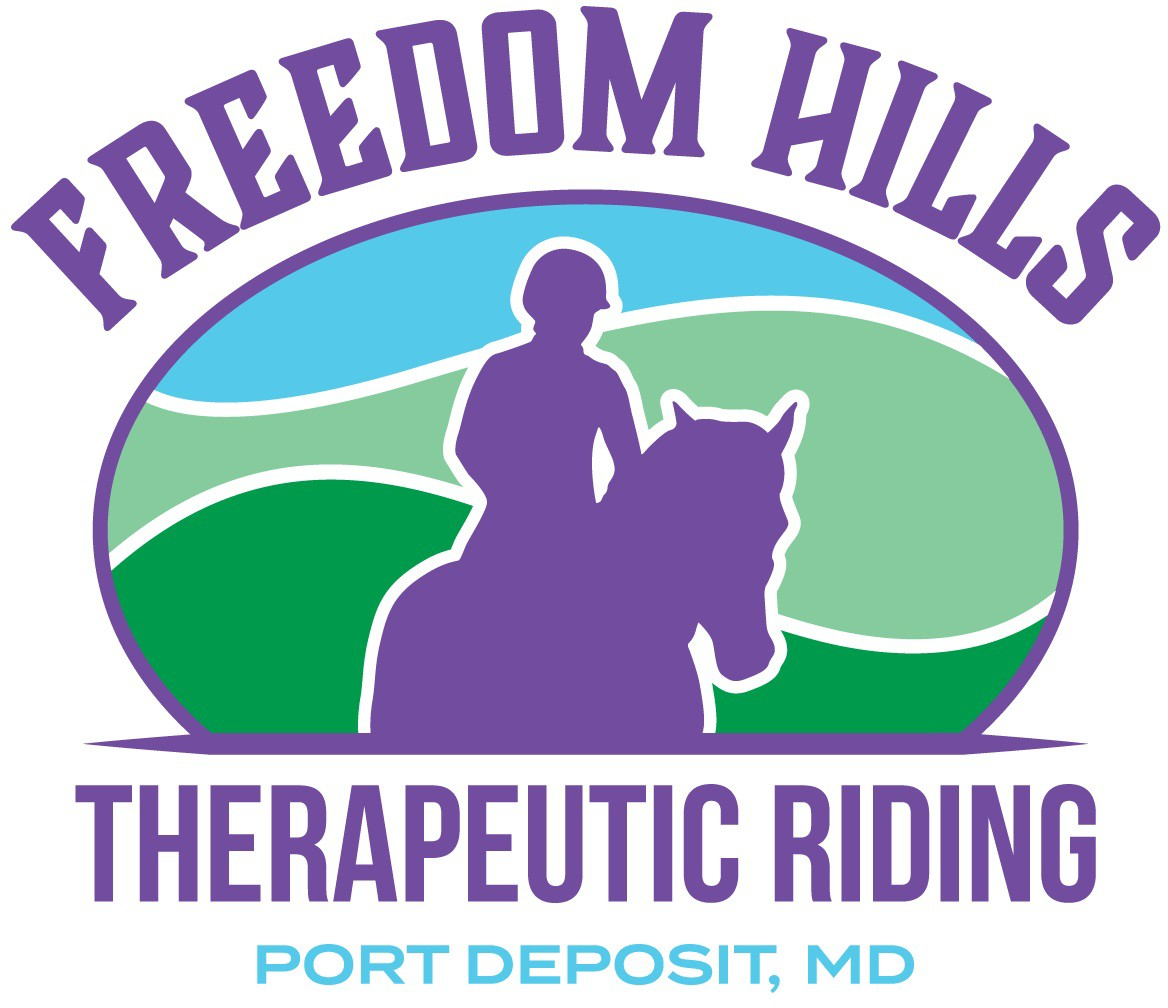 FREEDOM HILLS
THERAPEUTIC RIDING
PORT DEPOSIT, MD